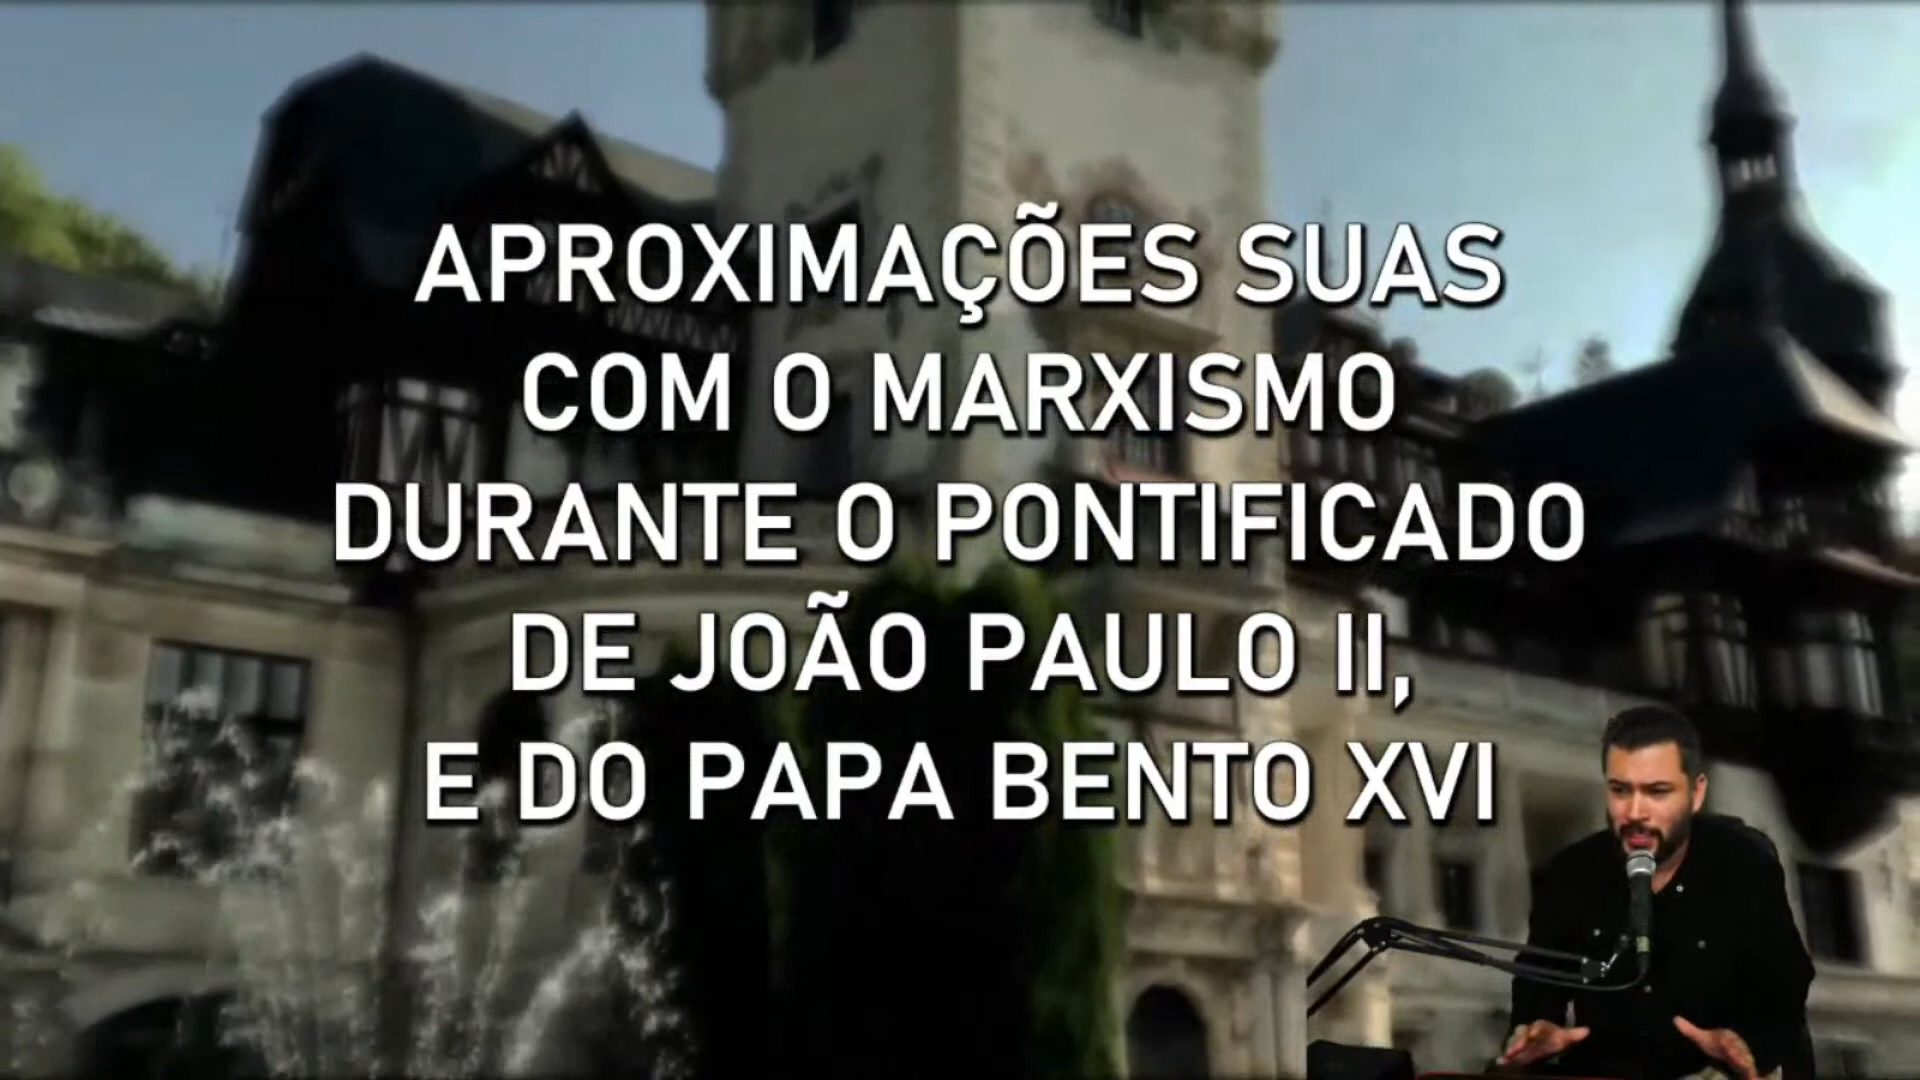 APROXIMAÇÕES SUAS
COM O MARXISMO
DURANTE O PONTIFICADO
DE JOÃO PAULO II,
E DO PAPA BENTO XVI